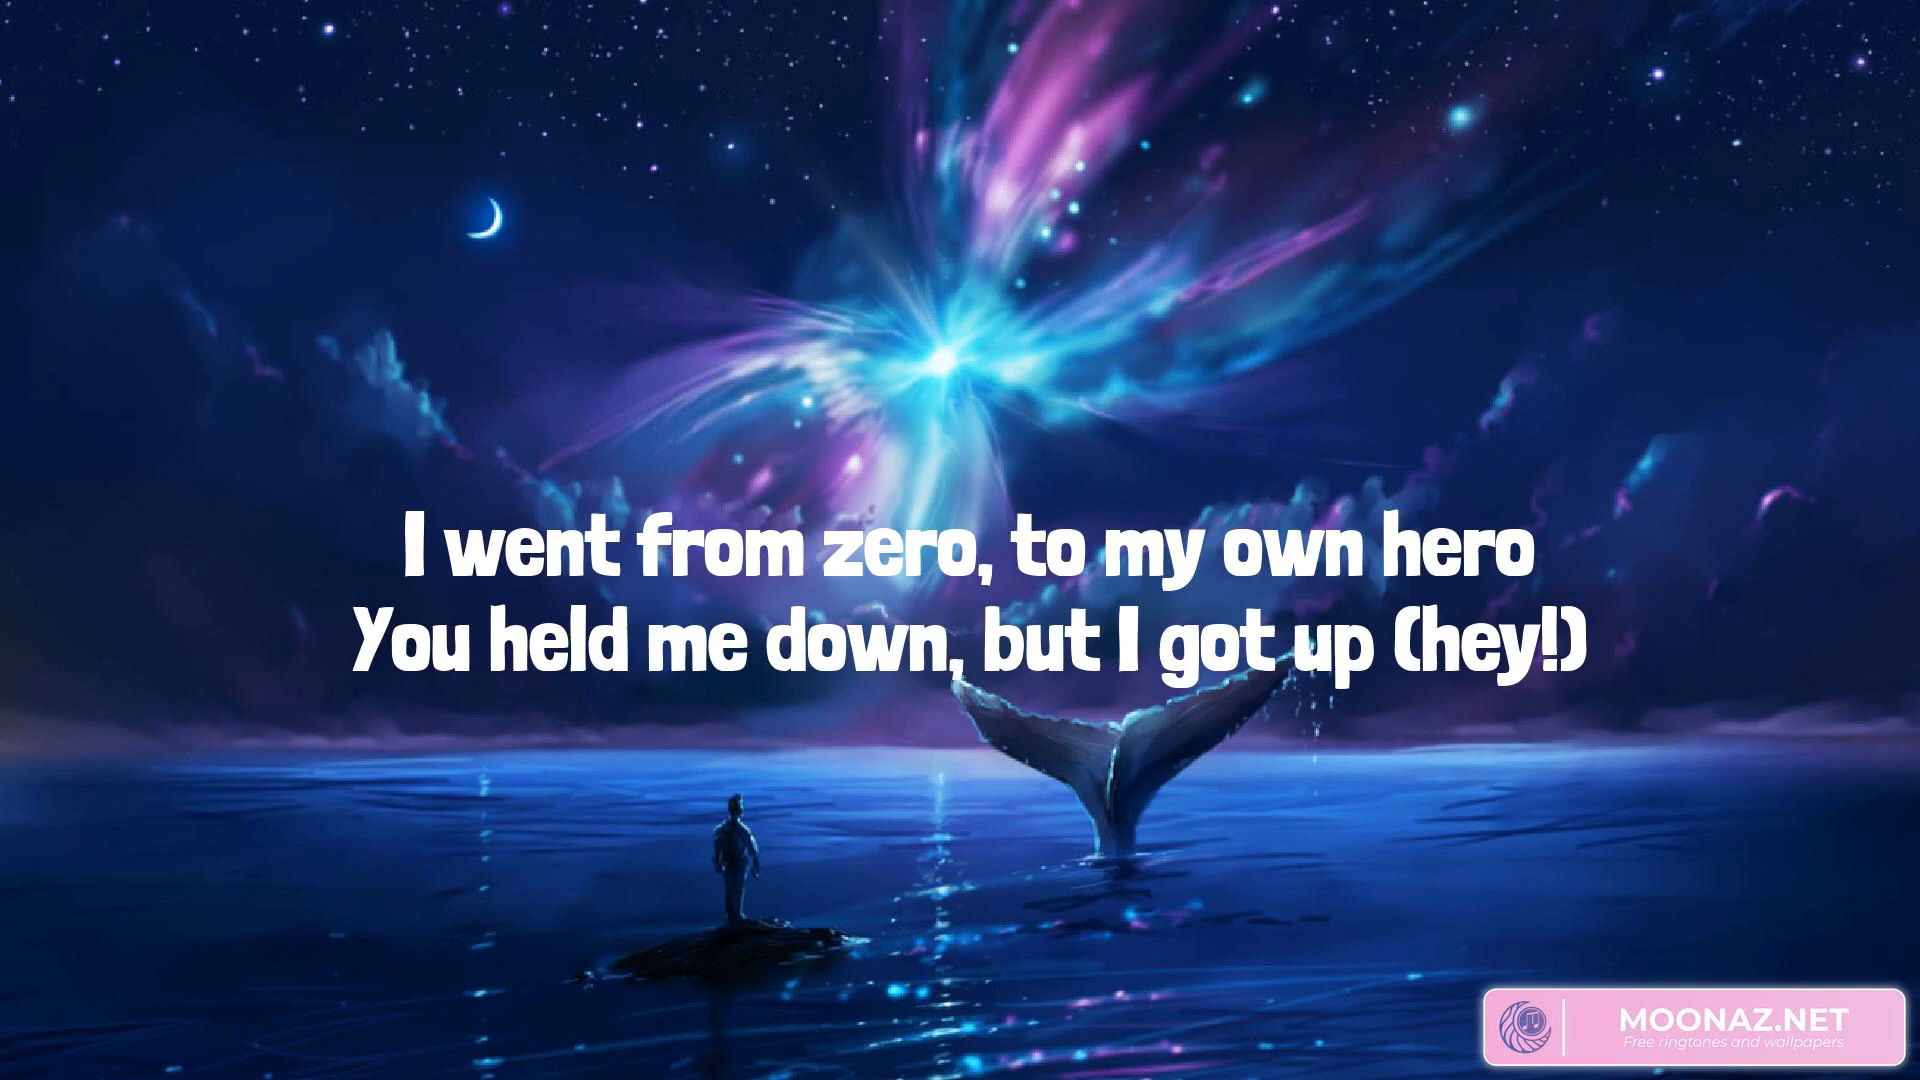 I went from zero, to my own hero
You held me down, but I got up (hey!)
MOONAZ.NET
Free ringtones and wallpapers